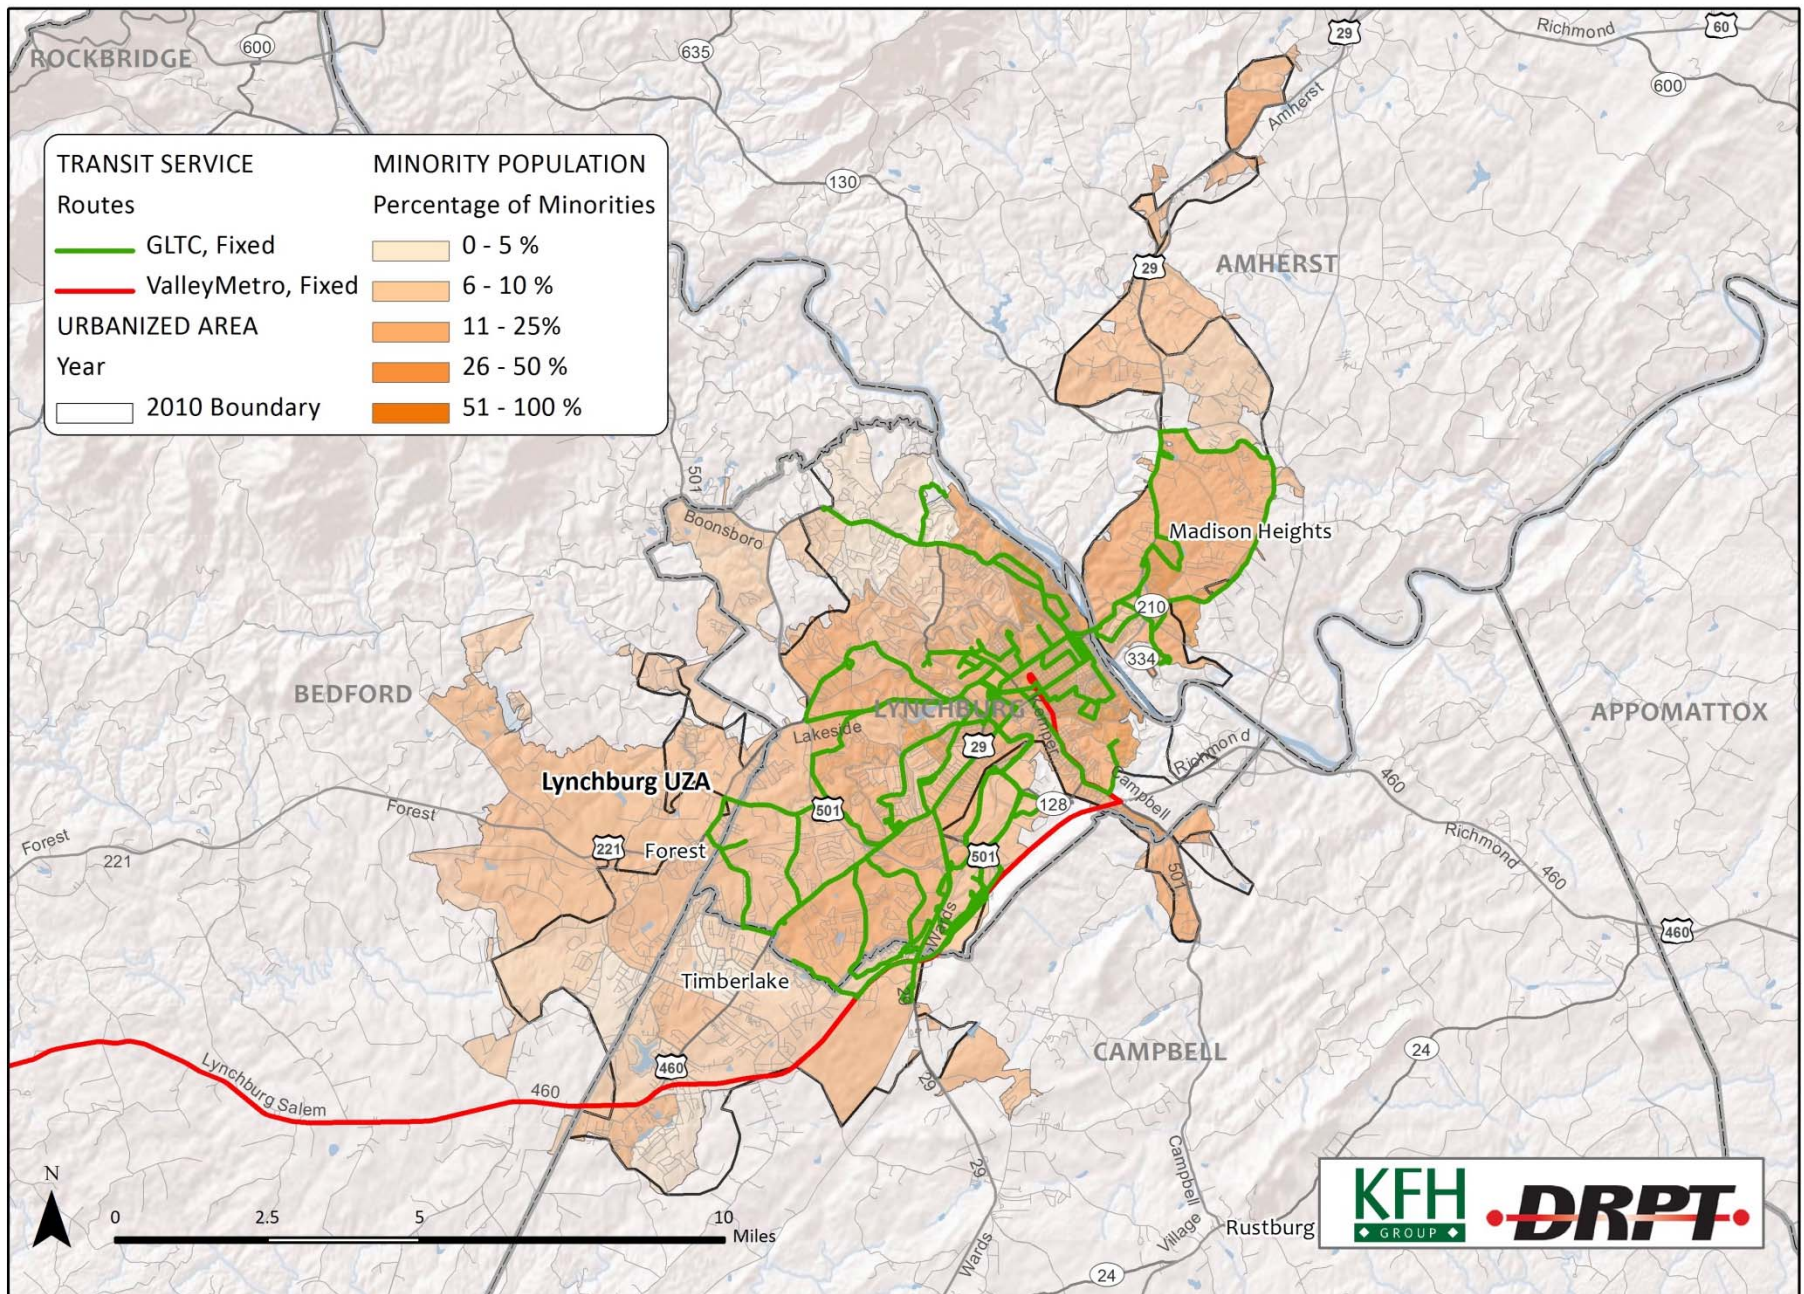 ROCKBRIDGE
600
635
29
Richmond
60
600
Amherst
130
TRANSIT SERVICE
Routes
GLTC, Fixed
ValleyMetro, Fixed
URBANIZED AREA
Year
2010 Boundary
MINORITY POPULATION
Percentage of Minorities
0 - 5 %
6 - 10 %
11 - 25%
26 - 50 %
51 - 100 %
29
AMHERST
501
Boonsboro
Madison Heights
210
334
BEDFORD
LYNCHBURG
Kemper
APPOMATTOX
Lakeside
29
Richmond
Lynchburg UZA
460
Campbell
128
Forest
501
Forest
221
221
Forest
501
501
Richmond
460
460
Wards
Timberlake
29
CAMPBELL
24
460
460
Lynchburg Salem
29
Campbell
29
Village
Rustburg
Wards
24
N
0
2.5
5
10
Miles
KFH
GROUP
DRPT